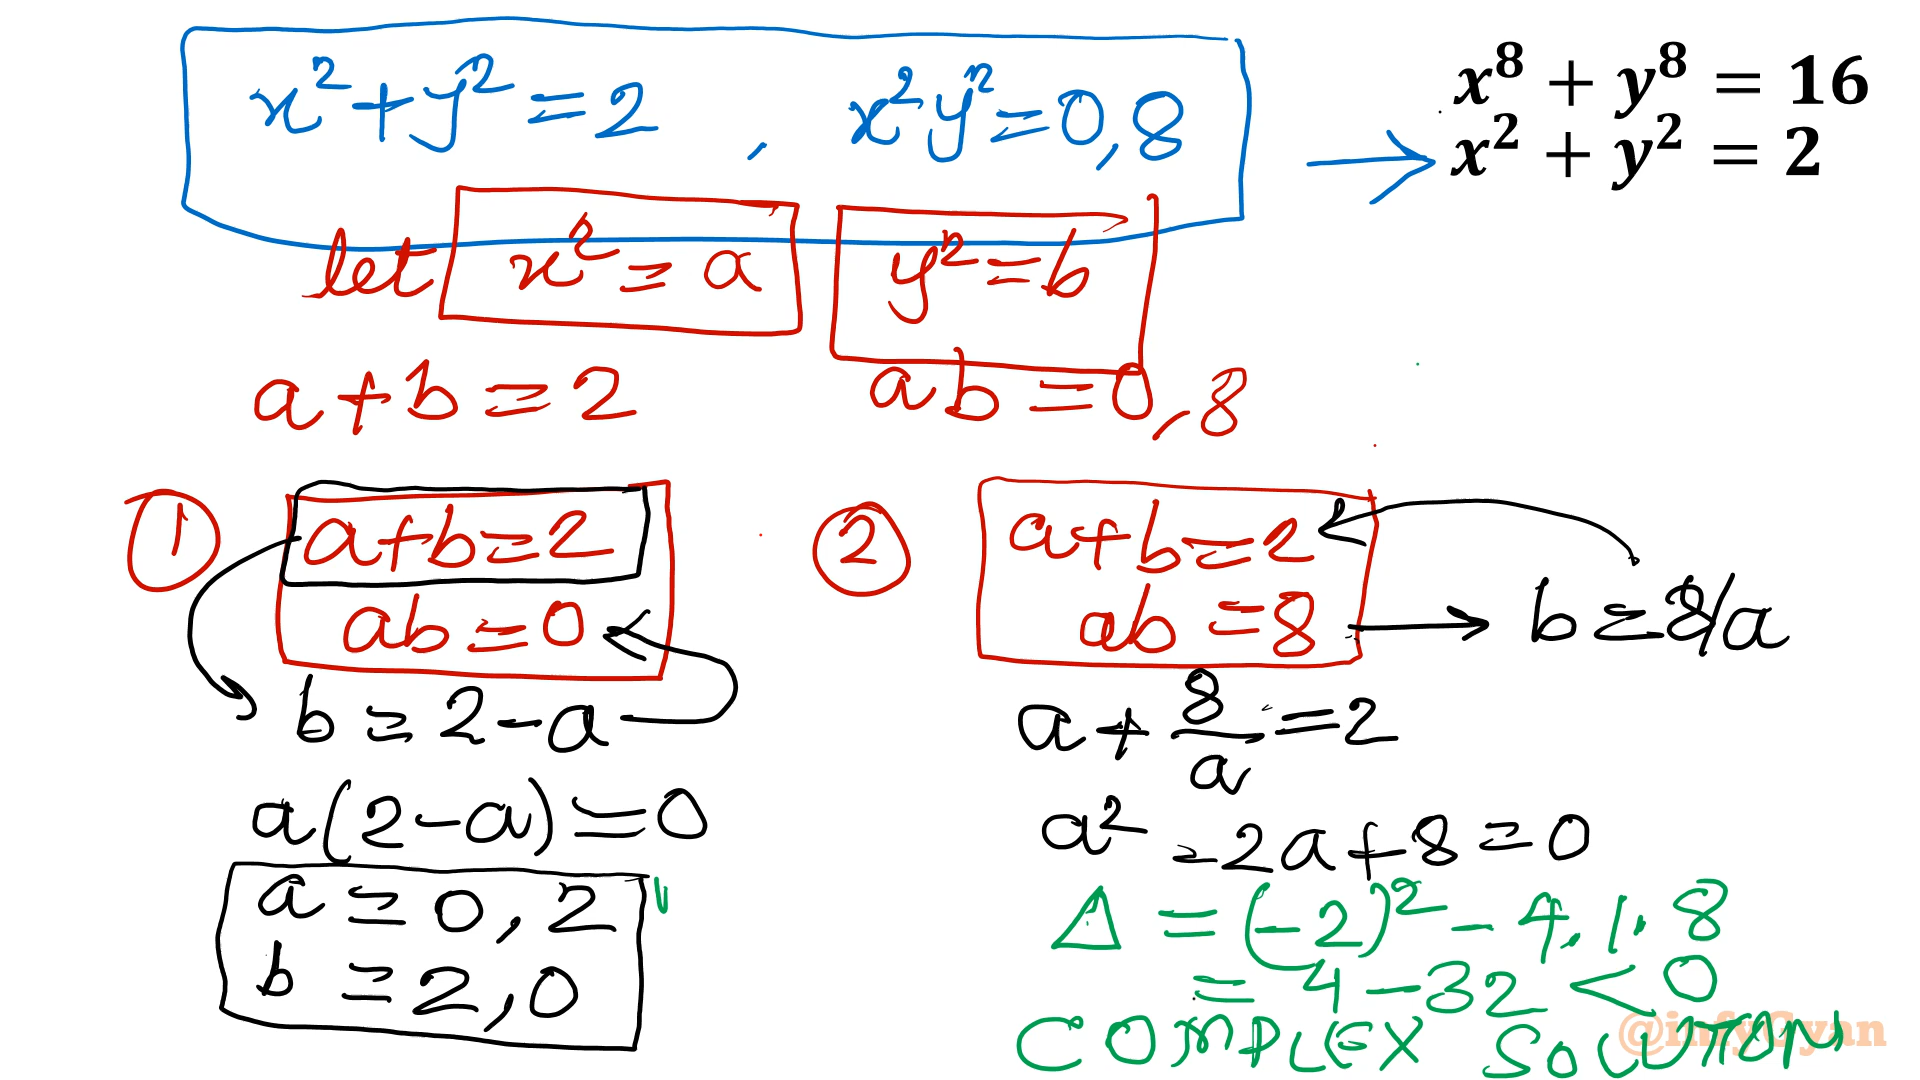 x² + y² = 2 , x²y² = 0, 8
x⁸ + y⁸ = 16
x² + y² = 2
let x² = a y² = b
a + b = 2 ab = 0, 8
① a+b=2
ab = 0
b = 2 - a
a(2-a) = 0
a = 0, 2
b = 2, 0
② a+b=2
ab = 8 → b = 8/a
a + 8/a = 2
a² - 2a + 8 = 0
Δ = (-2)² - 4.1.8
= 4 - 32 < 0
COMPLEX SOLUTION
@infyGyan